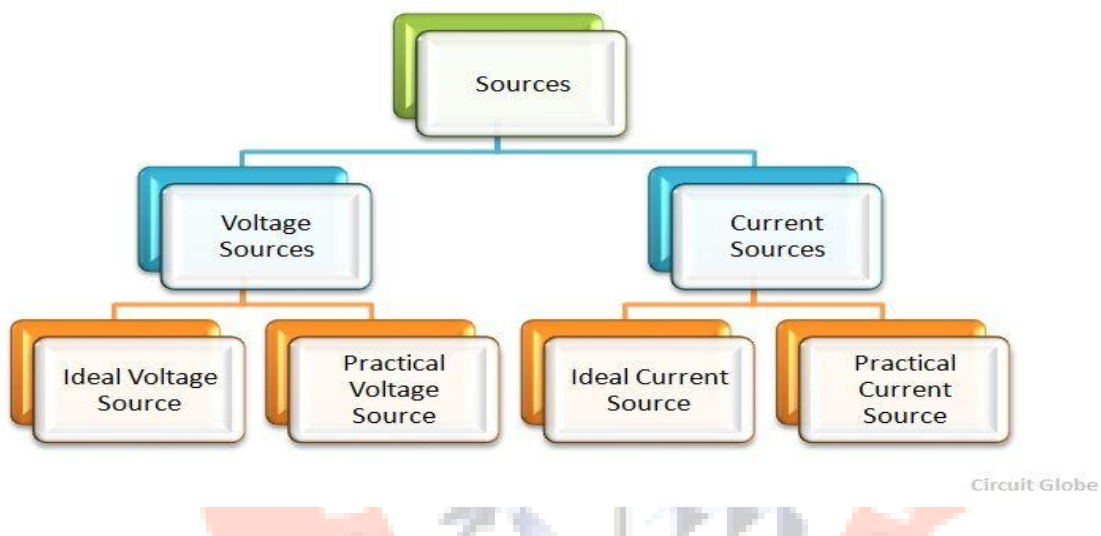 Sources
Voltage
Sources
Current
Sources
Ideal Voltage
Source
Practical
Voltage
Source
Ideal Current
Source
Practical
Current
Source
Circuit Globe